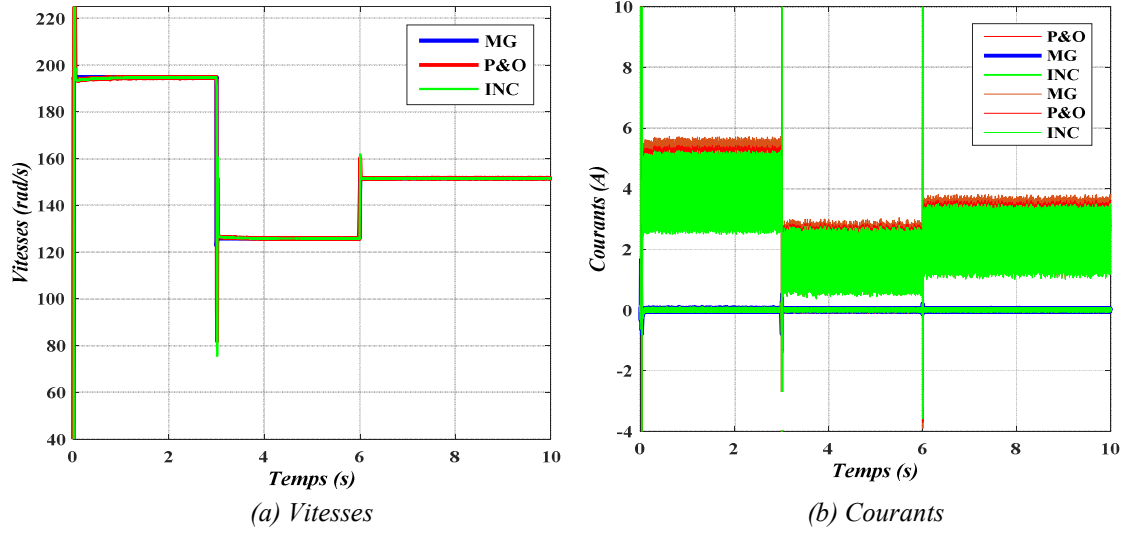 220
200
180
160
140
120
100
80
60
40
0
2
4
6
8
10
Vitesses (rad/s)
Temps (s)
MG
P&O
INC
(a) Vitesses
10
8
6
4
2
0
-2
-4
0
2
4
6
8
10
Courants (A)
Temps (s)
P&O
MG
INC
MG
P&O
INC
(b) Courants